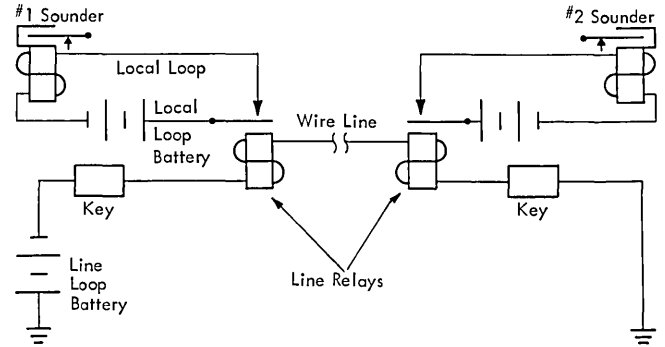 #1 Sounder
#2 Sounder
Local Loop
Local
Loop
Battery
Wire Line
Key
Key
Line
Loop
Battery
Line Relays